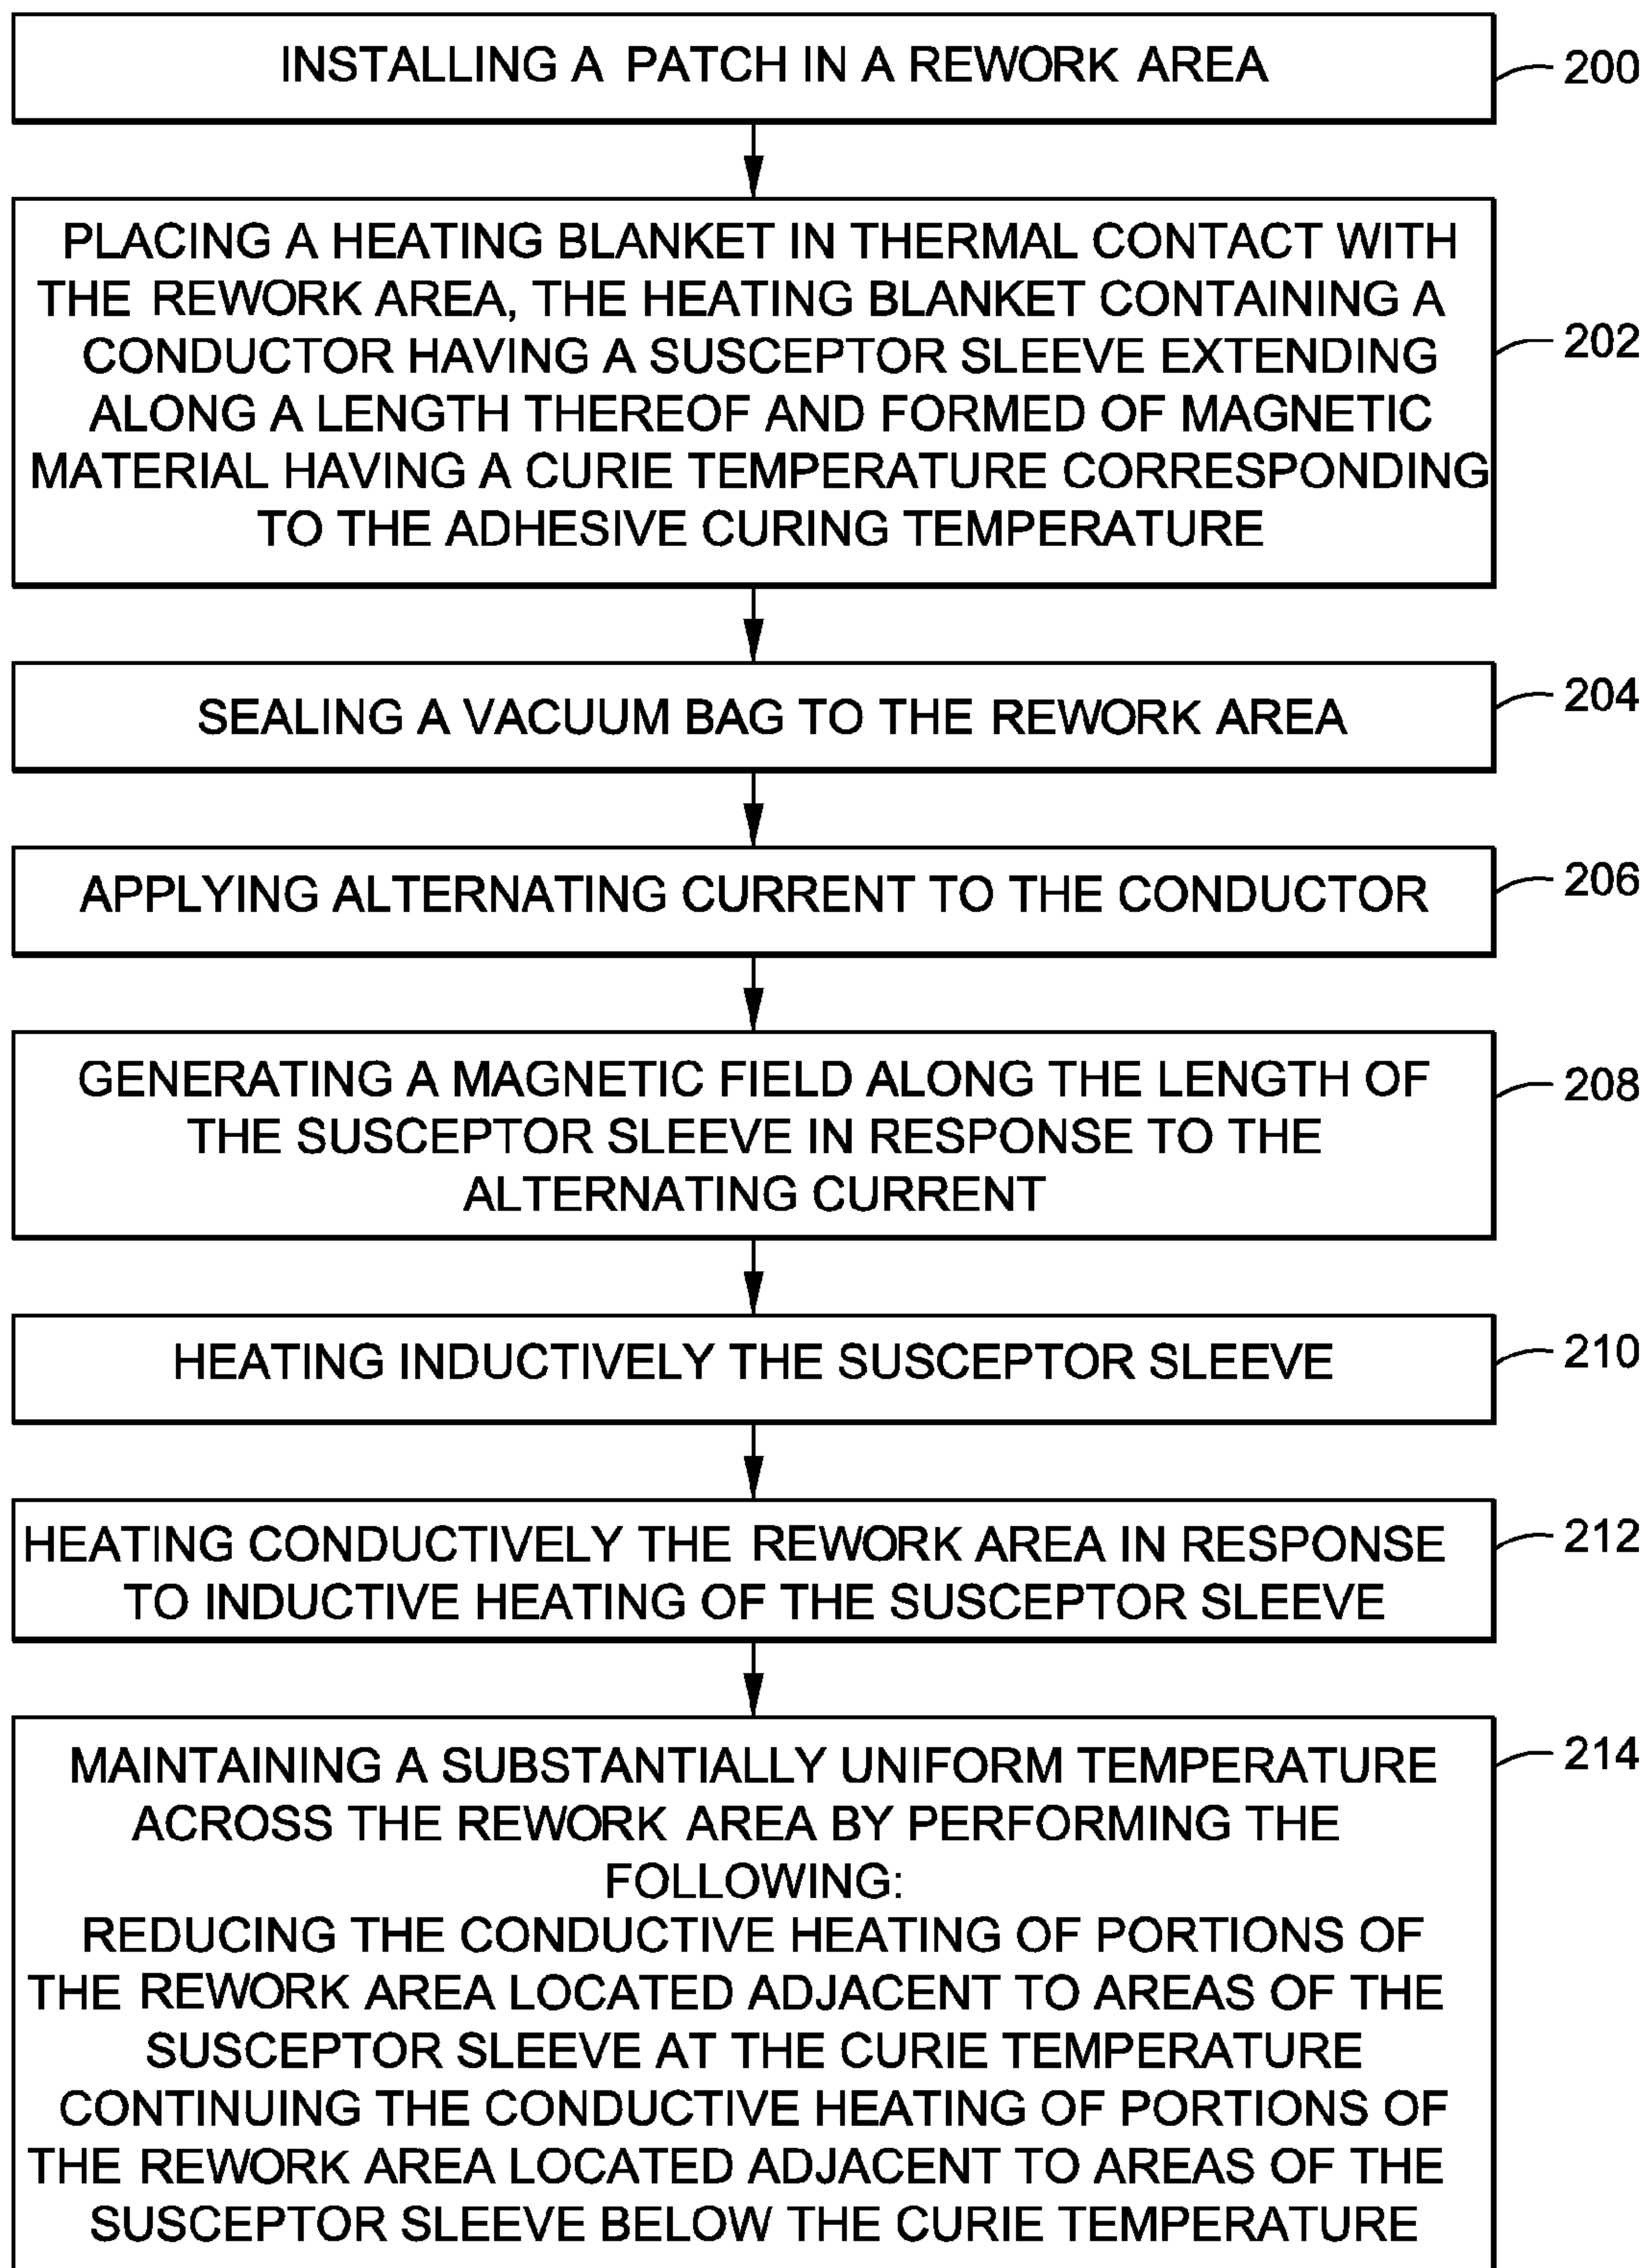 INSTALLING A PATCH IN A REWORK AREA
200
PLACING A HEATING BLANKET IN THERMAL CONTACT WITH
THE REWORK AREA, THE HEATING BLANKET CONTAINING A
CONDUCTOR HAVING A SUSCEPTOR SLEEVE EXTENDING
ALONG A LENGTH THEREOF AND FORMED OF MAGNETIC
MATERIAL HAVING A CURIE TEMPERATURE CORRESPONDING
TO THE ADHESIVE CURING TEMPERATURE
202
SEALING A VACUUM BAG TO THE REWORK AREA
204
APPLYING ALTERNATING CURRENT TO THE CONDUCTOR
206
GENERATING A MAGNETIC FIELD ALONG THE LENGTH OF
THE SUSCEPTOR SLEEVE IN RESPONSE TO THE
ALTERNATING CURRENT
208
HEATING INDUCTIVELY THE SUSCEPTOR SLEEVE
210
HEATING CONDUCTIVELY THE REWORK AREA IN RESPONSE
TO INDUCTIVE HEATING OF THE SUSCEPTOR SLEEVE
212
MAINTAINING A SUBSTANTIALLY UNIFORM TEMPERATURE
ACROSS THE REWORK AREA BY PERFORMING THE
FOLLOWING:
REDUCING THE CONDUCTIVE HEATING OF PORTIONS OF
THE REWORK AREA LOCATED ADJACENT TO AREAS OF THE
SUSCEPTOR SLEEVE AT THE CURIE TEMPERATURE
CONTINUING THE CONDUCTIVE HEATING OF PORTIONS OF
THE REWORK AREA LOCATED ADJACENT TO AREAS OF THE
SUSCEPTOR SLEEVE BELOW THE CURIE TEMPERATURE
214